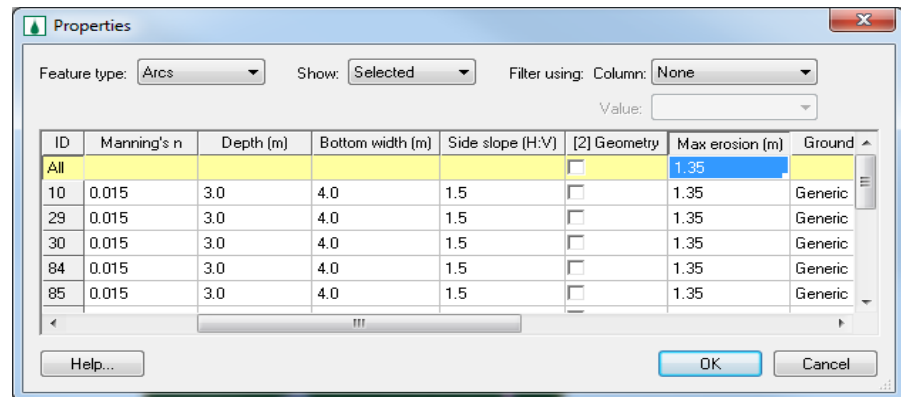 Properties
Feature type: Arcs Show: Selected Filter using: Column: None
Value:
ID Manning's n Depth (m) Bottom width (m) Side slope (H:V) [2] Geometry Max erosion (m) Ground
All 1.35
10 0.015 3.0 4.0 1.5 1.35 Generic
29 0.015 3.0 4.0 1.5 1.35 Generic
30 0.015 3.0 4.0 1.5 1.35 Generic
84 0.015 3.0 4.0 1.5 1.35 Generic
85 0.015 3.0 4.0 1.5 1.35 Generic
Help... OK Cancel